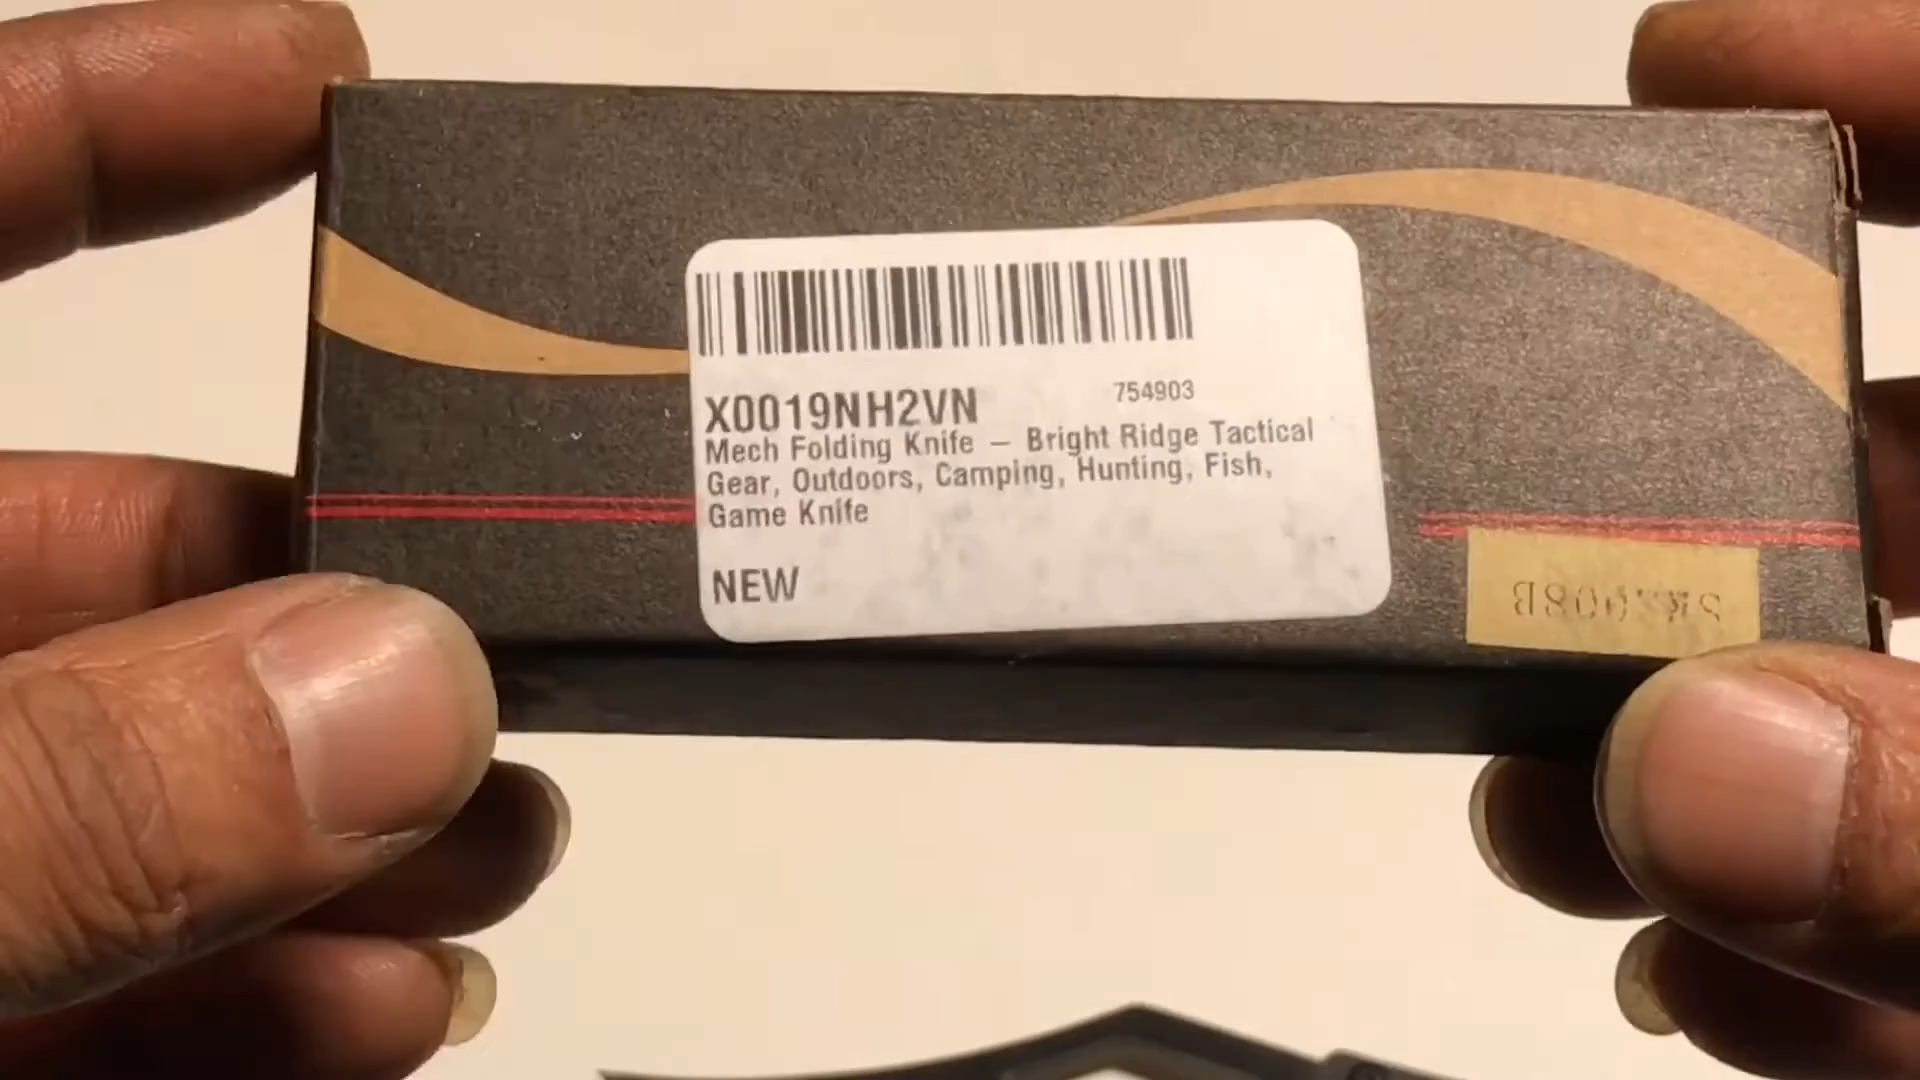 X0019NH2VN 754903
Mech Folding Knife – Bright Ridge Tactical
Gear, Outdoors, Camping, Hunting, Fish,
Game Knife
NEW